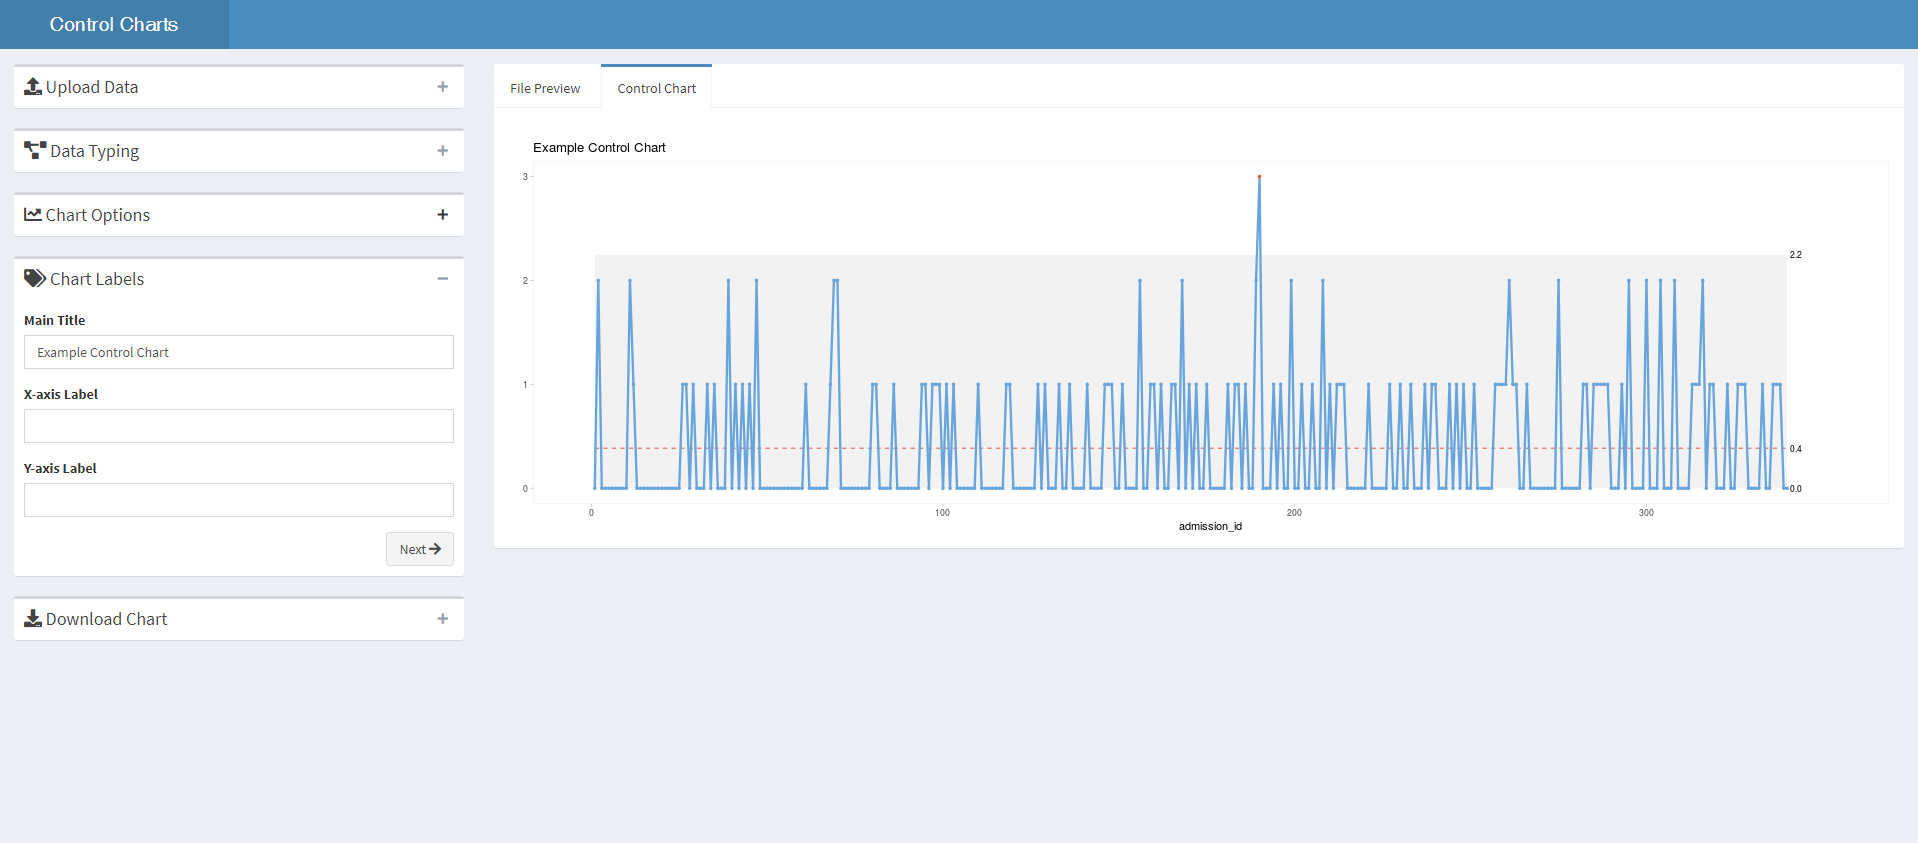 Control Charts
Upload Data
Data Typing
Chart Options
Chart Labels
Main Title
Example Control Chart
X-axis Label
Y-axis Label
Next
Download Chart
File Preview
Control Chart
Example Control Chart
3
2
1
0
2.2
0.4
0.0
0
100
200
300
admission_id